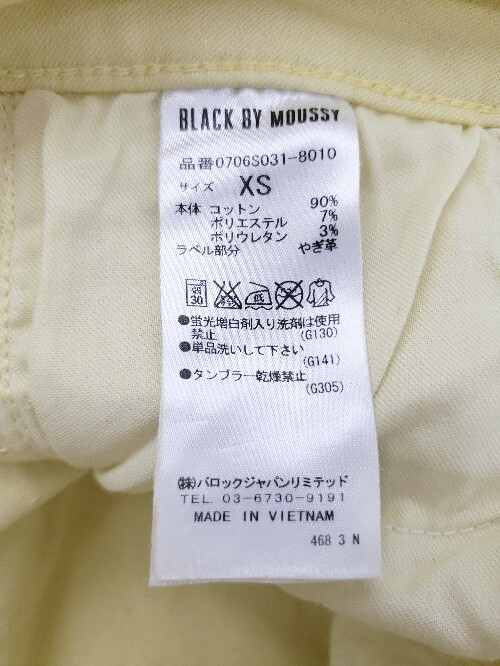 BLACK BY MOUSSY
品番0706S031-8010
サイズ XS
本体 コットン 90%
ポリエステル 7%
ポリウレタン 3%
ラベル部分 やぎ革
30 低
●蛍光増白剤入り洗剤は使用
禁止 (G130)
●単品洗いして下さい
(G141)
●タンブラー乾燥禁止
(G305)
㈱バロックジャパンリミテッド
TEL. 03-6730-9191
MADE IN VIETNAM
468 3 N